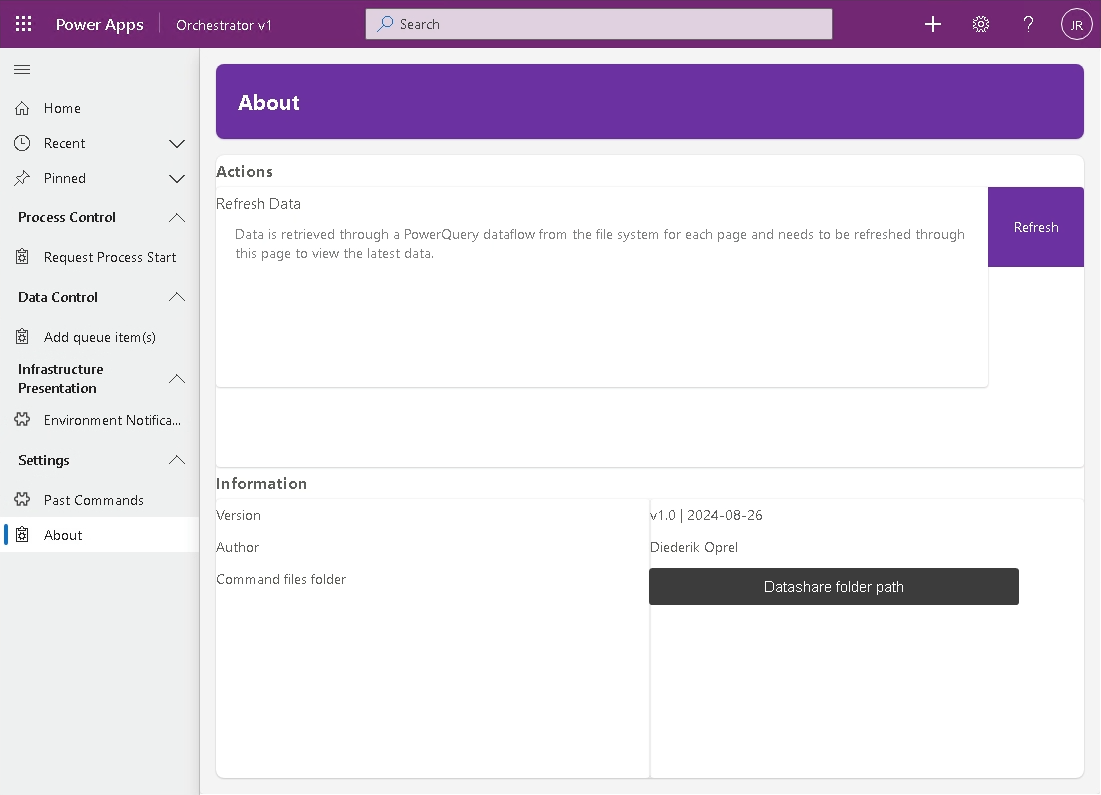 Power Apps
Orchestrator v1
Search
JR
Home
Recent
Pinned
Process Control
Request Process Start
Data Control
Add queue item(s)
Infrastructure
Presentation
Environment Notifica...
Settings
Past Commands
About
About
Actions
Refresh Data
Data is retrieved through a PowerQuery dataflow from the file system for each page and needs to be refreshed through
this page to view the latest data.
Refresh
Information
Version
v1.0 | 2024-08-26
Author
Diederik Oprel
Command files folder
Datashare folder path